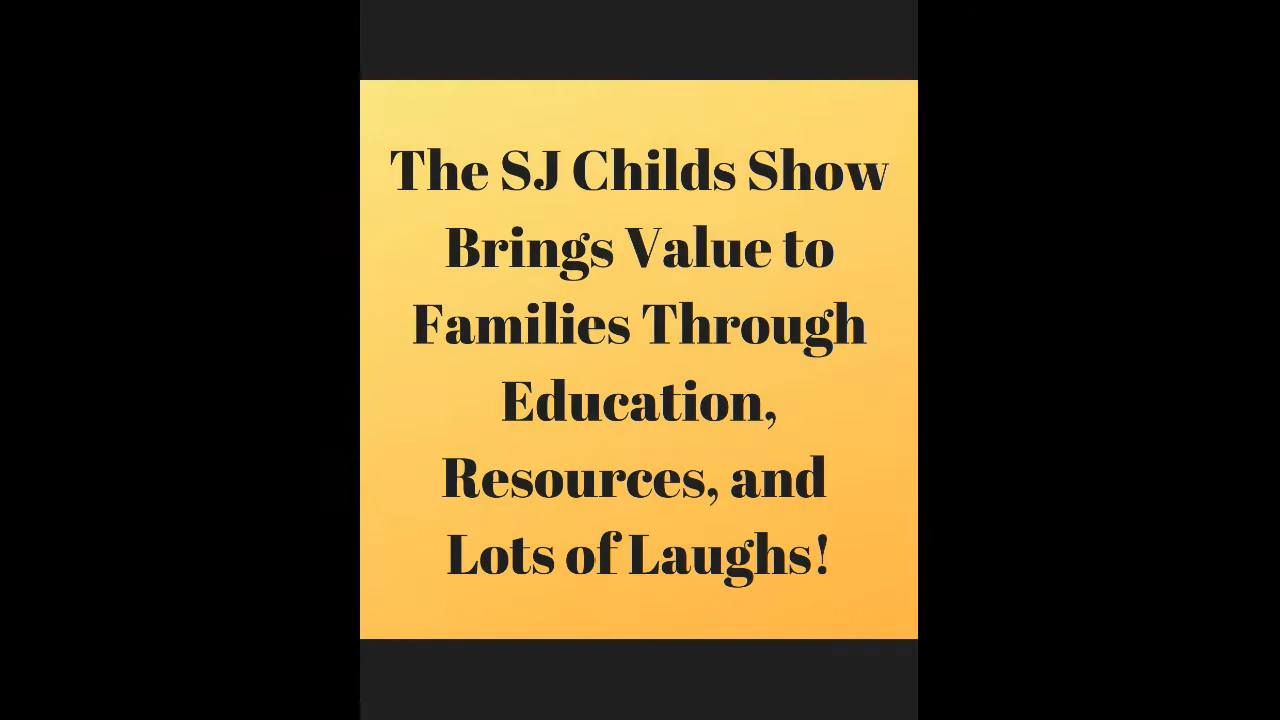 The SJ Childs Show
Brings Value to
Families Through
Education,
Resources, and
Lots of Laughs!